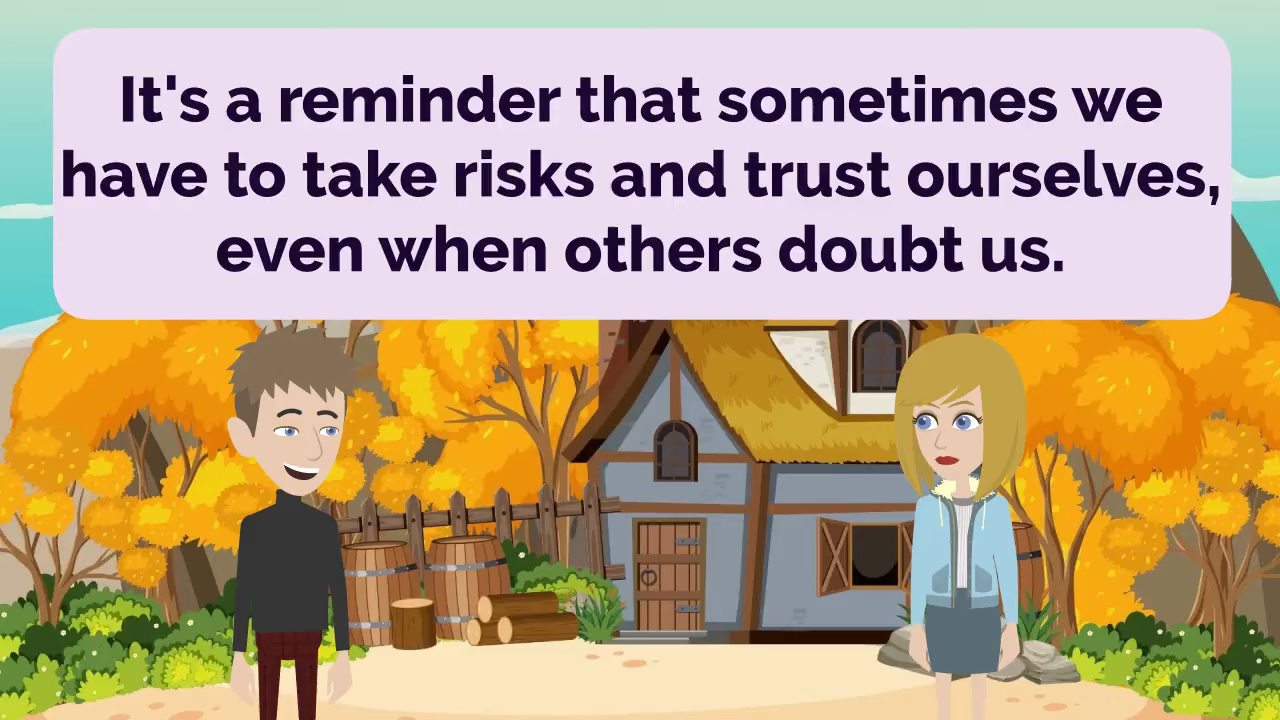 It's a reminder that sometimes we
have to take risks and trust ourselves,
even when others doubt us.